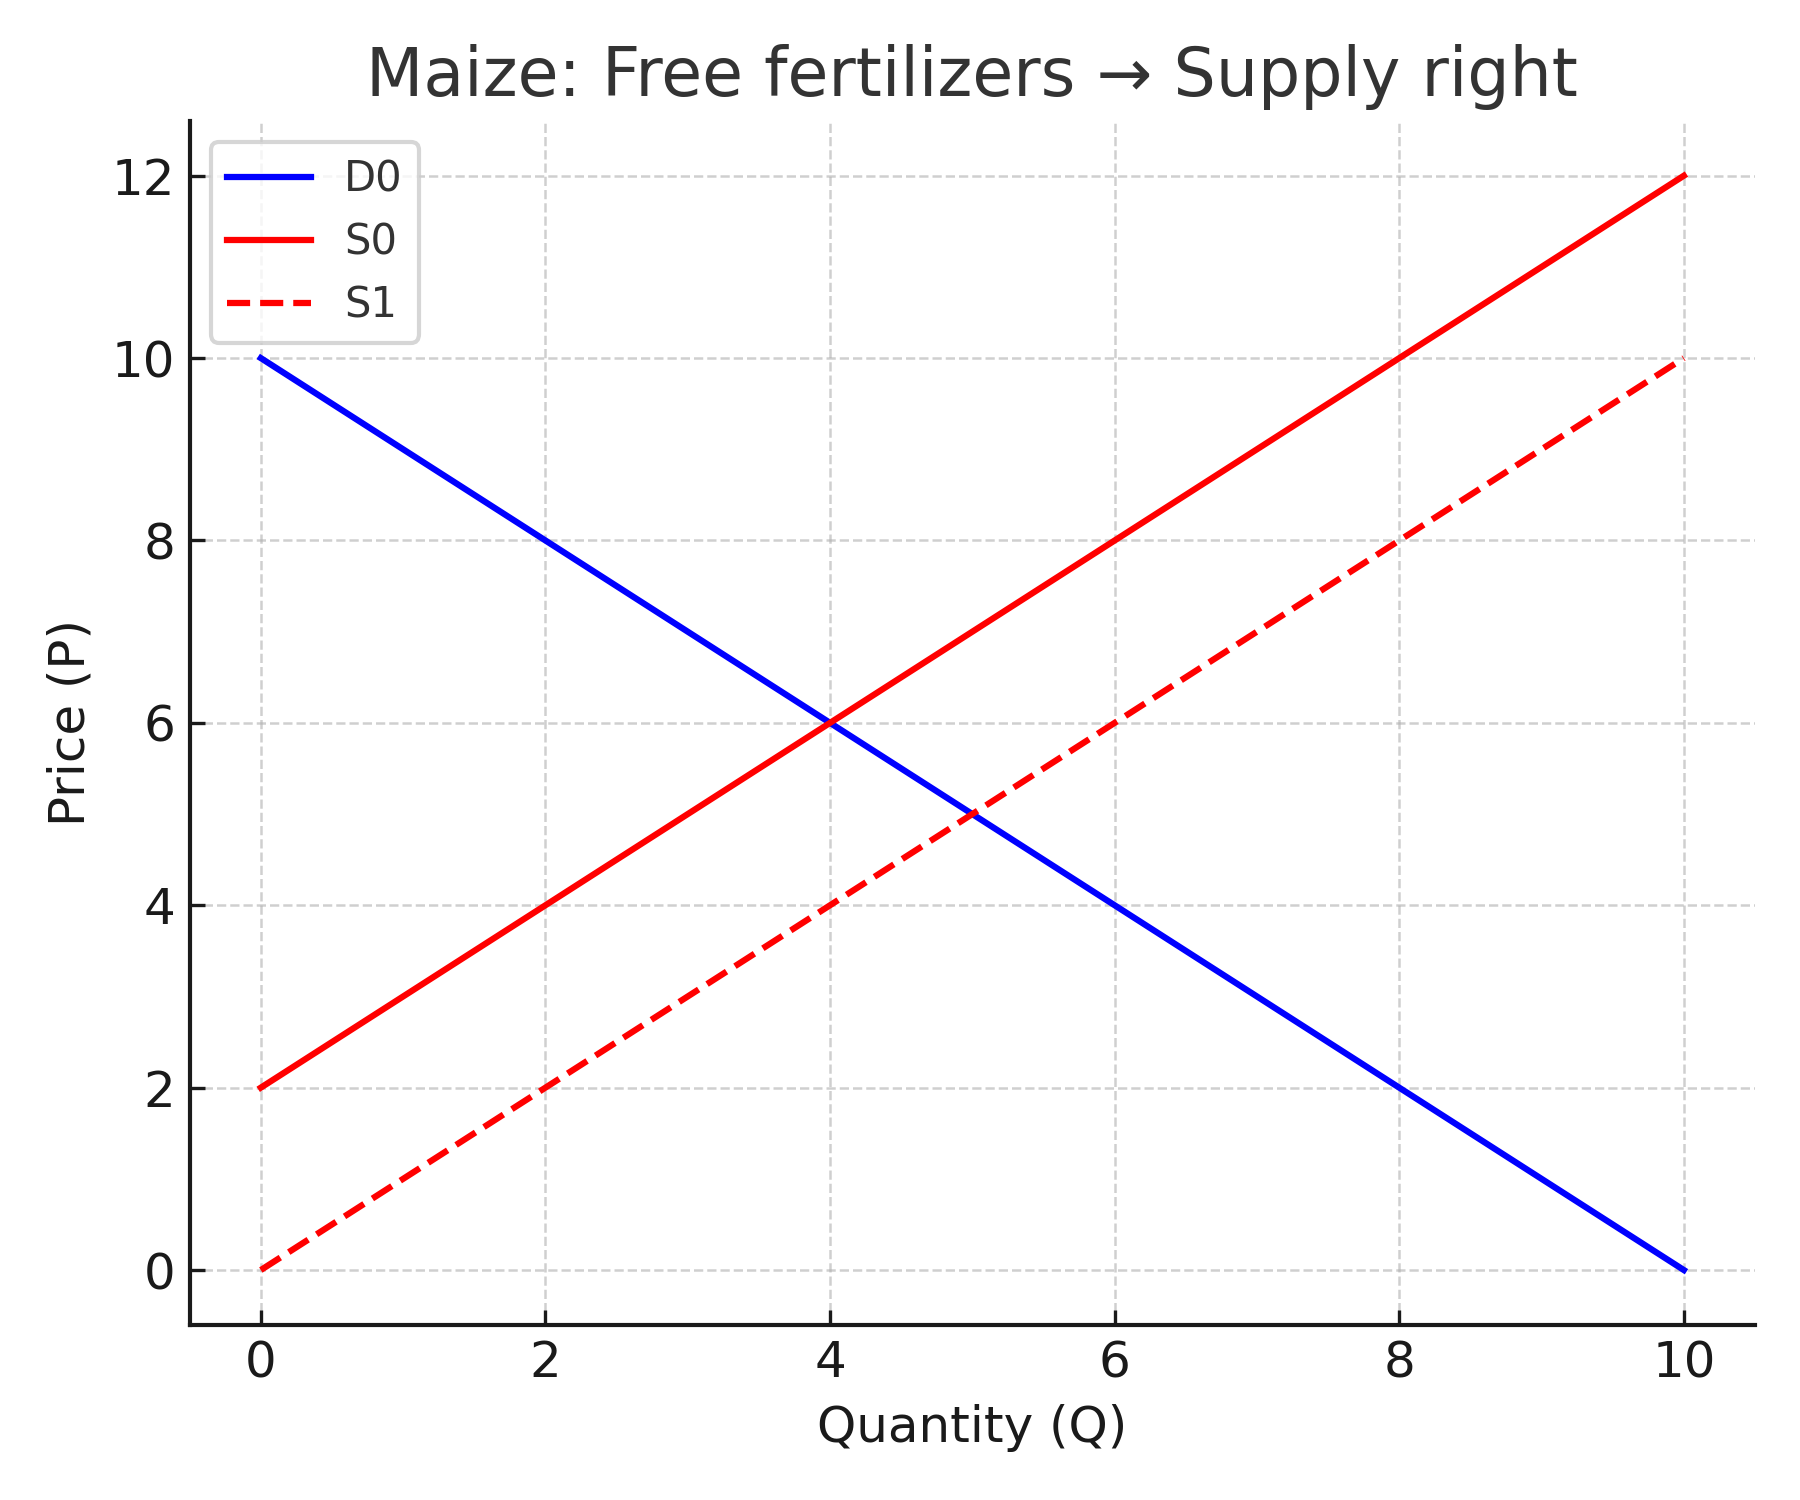 Maize: Free fertilizers → Supply right
D0
S0
S1
12
10
8
6
4
2
0
Price (P)
0 2 4 6 8 10
Quantity (Q)